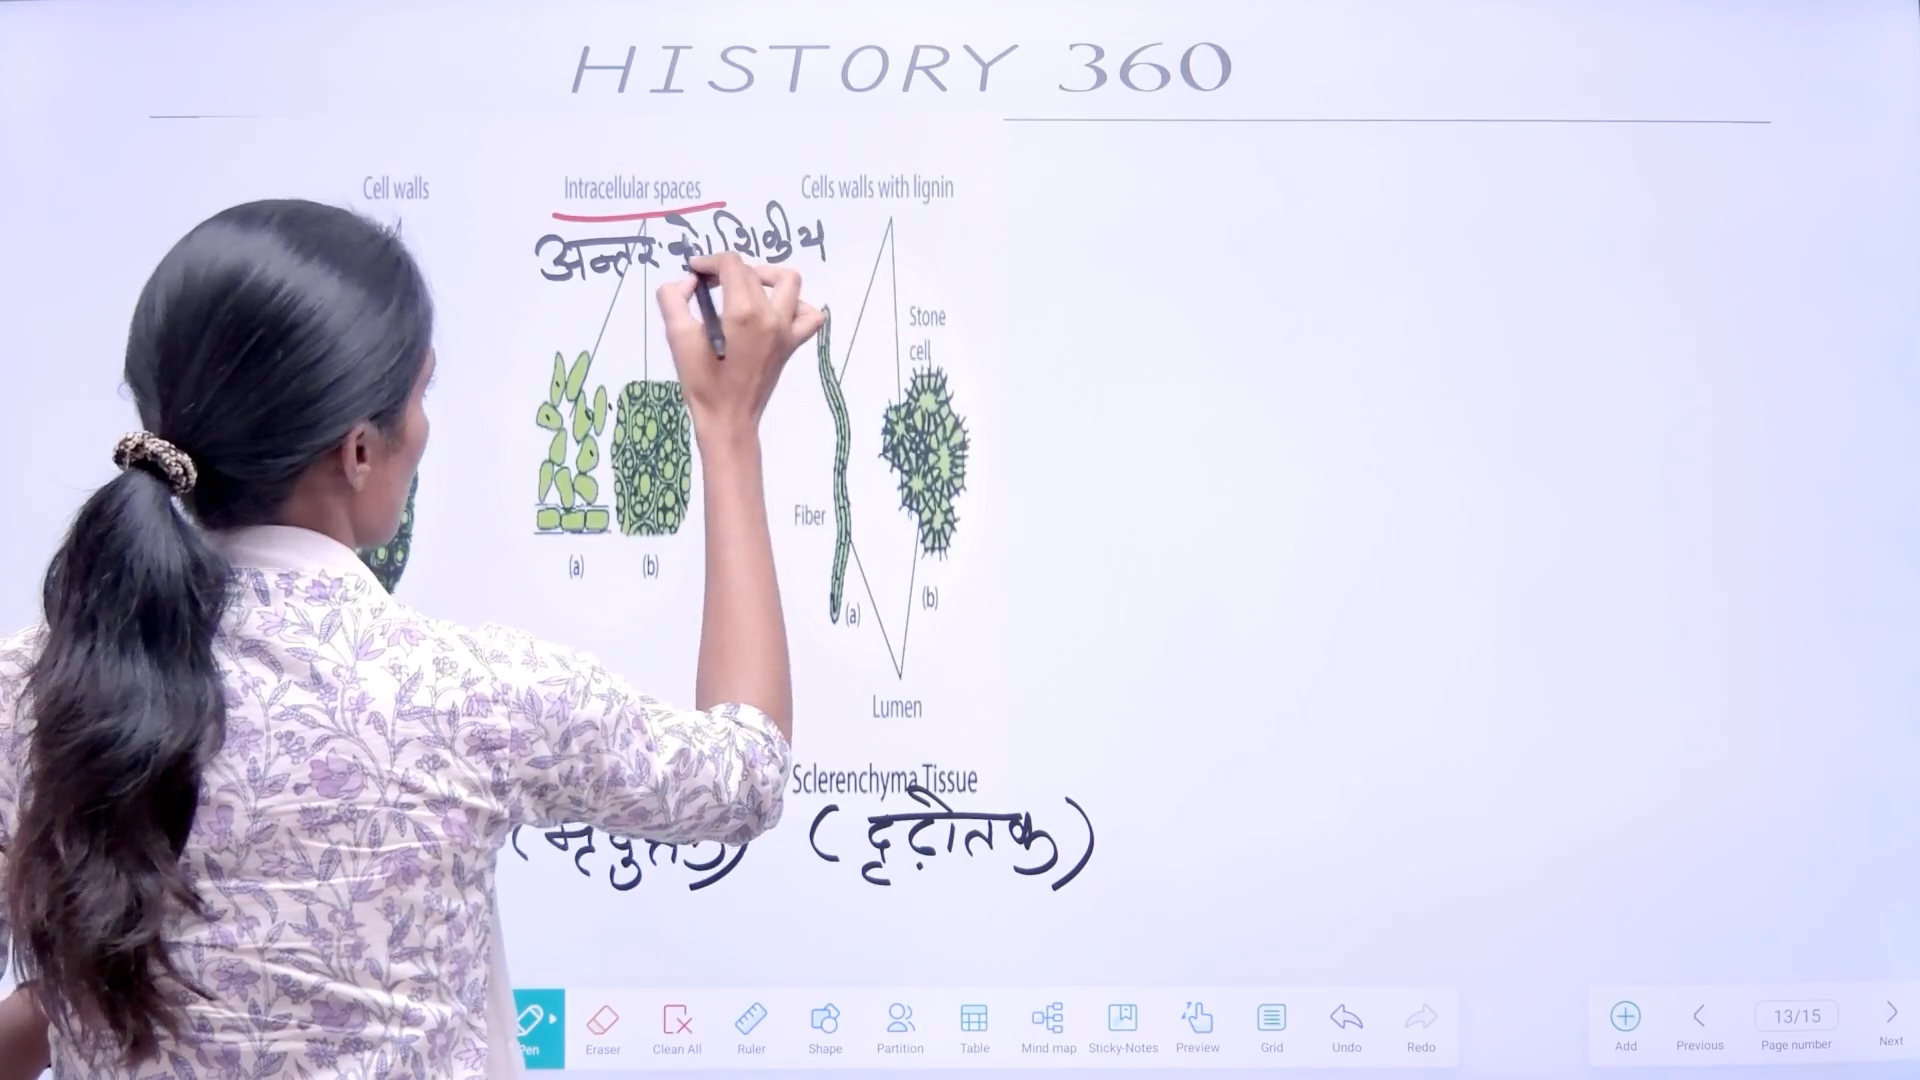 HISTORY 360
Cell walls
Intracellular spaces
Cells walls with lignin
अन्तरःकोशिकीय
Stone
cell
Fiber
(a)
(b)
(a)
(b)
Lumen
Sclerenchyma Tissue
(दृढ़ोतक)
Pen
Eraser
Clean All
Ruler
Shape
Partition
Table
Mind map
Sticky-Notes
Preview
Grid
Undo
Redo
Add
Previous
13/15
Page number
Next